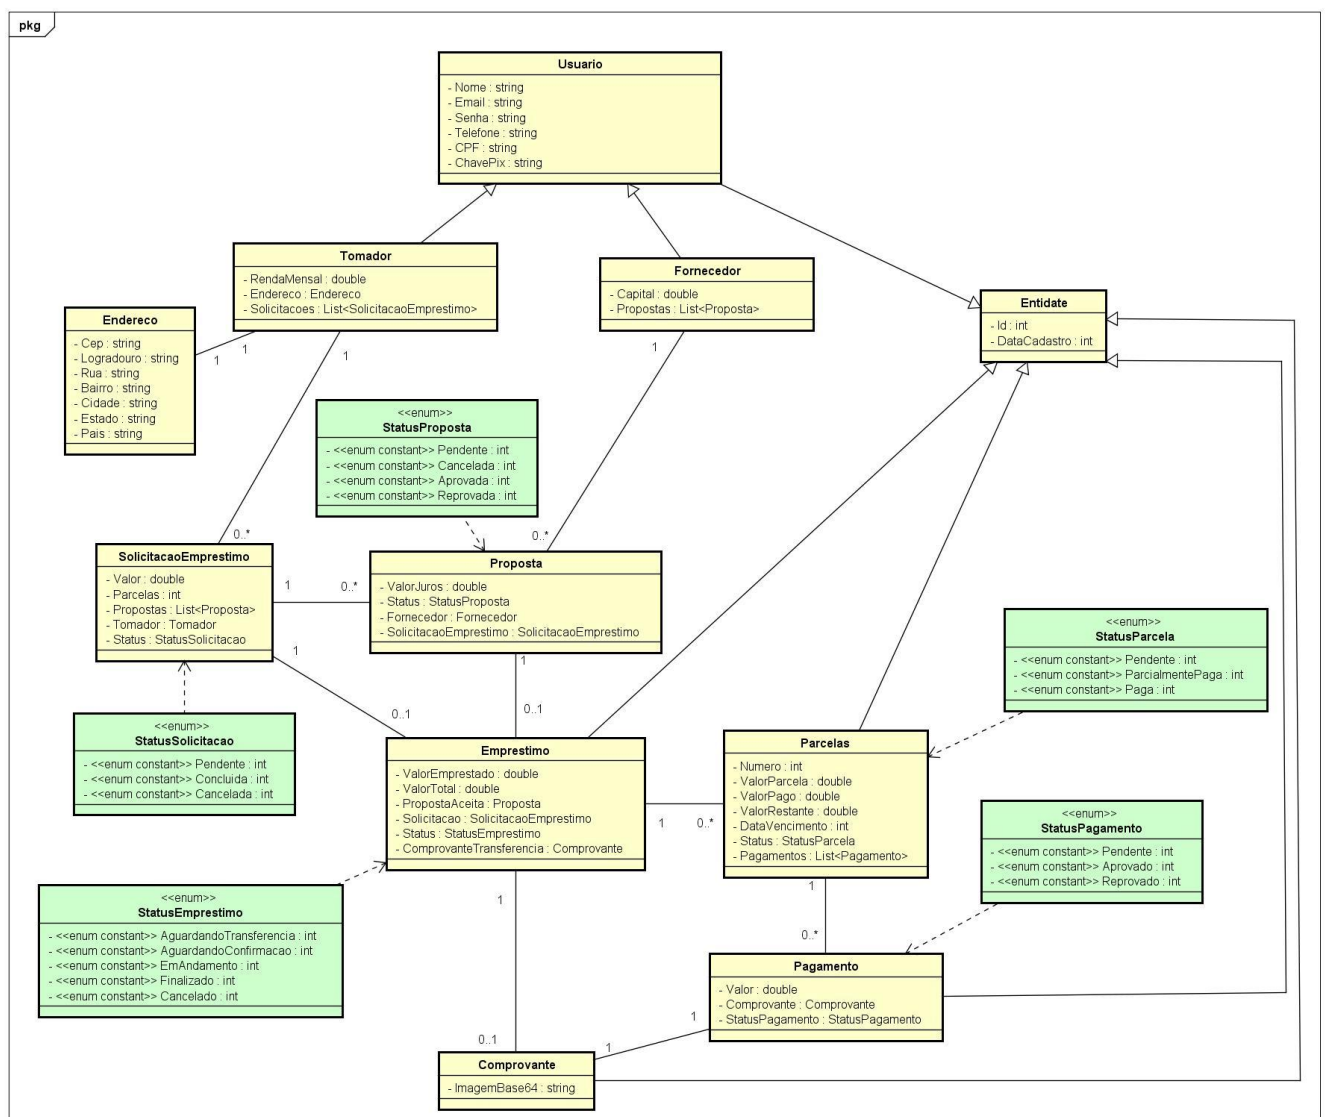 pkg
Usuario
- Nome : string
- Email : string
- Senha : string
- Telefone : string
- CPF : string
- ChavePix : string
Tomador
- RendaMensal : double
- Endereco : Endereco
- Solicitacoes : List<SolicitacaoEmprestimo>
Fornecedor
- Capital : double
- Propostas : List<Proposta>
Entidate
- Id : int
- DataCadastro : int
Endereco
- Cep : string
- Logradouro : string
- Rua : string
- Bairro : string
- Cidade : string
- Estado : string
- Pais : string
1
1
1
1
<<enum>>
StatusProposta
- <<enum constant>> Pendente : int
- <<enum constant>> Cancelada : int
- <<enum constant>> Aprovada : int
- <<enum constant>> Reprovada : int
0..*
0..*
SolicitacaoEmprestimo
- Valor : double
- Parcelas : int
- Propostas : List<Proposta>
- Tomador : Tomador
- Status : StatusSolicitacao
1
0..*
Proposta
- ValorJuros : double
- Status : StatusProposta
- Fornecedor : Fornecedor
- SolicitacaoEmprestimo : SolicitacaoEmprestimo
<<enum>>
StatusParcela
- <<enum constant>> Pendente : int
- <<enum constant>> ParcialmentePaga : int
- <<enum constant>> Paga : int
1
1
0..1
0..1
<<enum>>
StatusSolicitacao
- <<enum constant>> Pendente : int
- <<enum constant>> Concluida : int
- <<enum constant>> Cancelada : int
Emprestimo
- ValorEmprestado : double
- ValorTotal : double
- PropostaAceita : Proposta
- Solicitacao : SolicitacaoEmprestimo
- Status : StatusEmprestimo
- ComprovanteTransferencia : Comprovante
1
0..*
Parcelas
- Numero : int
- ValorParcela : double
- ValorPago : double
- ValorRestante : double
- DataVencimento : int
- Status : StatusParcela
- Pagamentos : List<Pagamento>
<<enum>>
StatusPagamento
- <<enum constant>> Pendente : int
- <<enum constant>> Aprovado : int
- <<enum constant>> Reprovado : int
<<enum>>
StatusEmprestimo
- <<enum constant>> AguardandoTransferencia : int
- <<enum constant>> AguardandoConfirmacao : int
- <<enum constant>> EmAndamento : int
- <<enum constant>> Finalizado : int
- <<enum constant>> Cancelado : int
1
1
0..*
Pagamento
- Valor : double
- Comprovante : Comprovante
- StatusPagamento : StatusPagamento
1
0..1
1
Comprovante
- ImagemBase64 : string